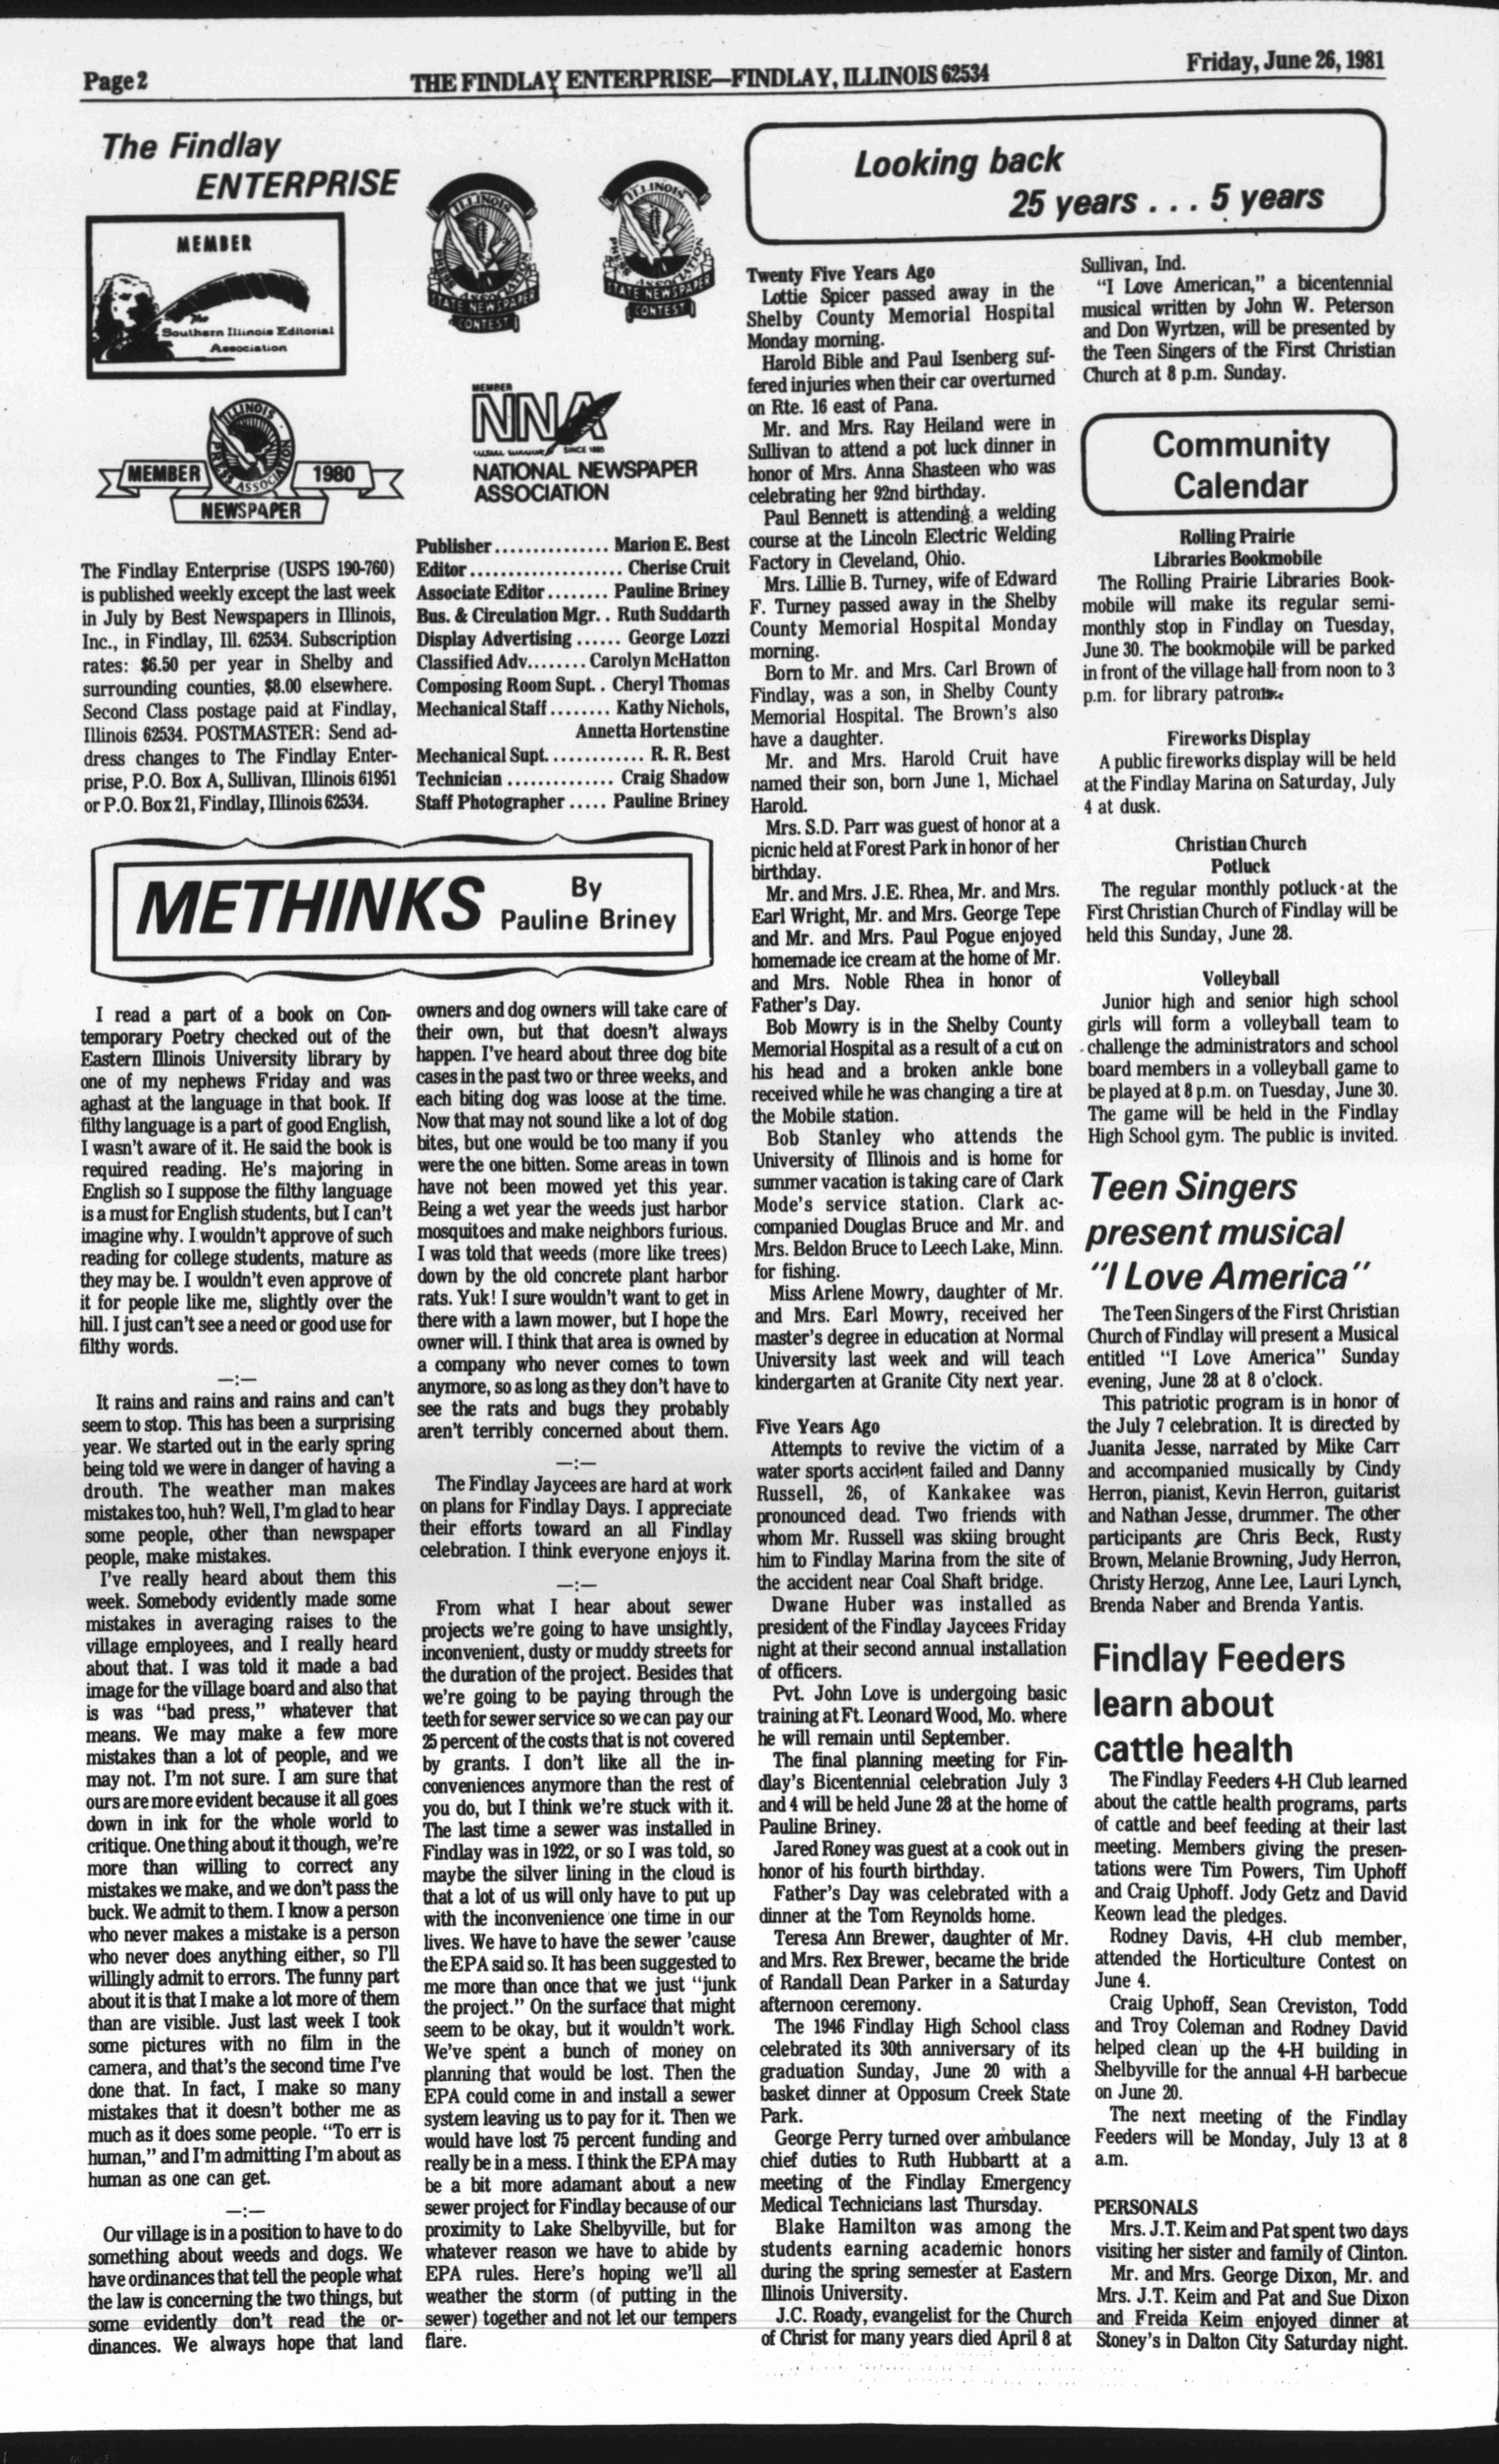 Page 2
THE FINDLAY ENTERPRISE—FINDLAY, ILLINOIS 62534
Friday, June 26, 1981
The Findlay
ENTERPRISE
MEMBER
The
Southern Illinois Editorial
Association
ILLINOIS
PRESS ASSOCIATION
STATE NEWSPAPER
CONTEST
ILLINOIS
PRESS ASSOCIATION
STATE NEWSPAPER
CONTEST
ILLINOIS
PRESS ASSOCIATION
MEMBER 1980
NEWSPAPER
MEMBER
NNA
SINCE 1885
NATIONAL NEWSPAPER
ASSOCIATION
The Findlay Enterprise (USPS 190-760)
is published weekly except the last week
in July by Best Newspapers in Illinois,
Inc., in Findlay, Ill. 62534. Subscription
rates: $6.50 per year in Shelby and
surrounding counties, $8.00 elsewhere.
Second Class postage paid at Findlay,
Illinois 62534. POSTMASTER: Send ad-
dress changes to The Findlay Enter-
prise, P.O. Box A, Sullivan, Illinois 61951
or P.O. Box 21, Findlay, Illinois 62534.
Publisher............... Marion E. Best
Editor.................... Cherise Cruit
Associate Editor........ Pauline Briney
Bus. & Circulation Mgr.. Ruth Suddarth
Display Advertising ...... George Lozzi
Classified Adv........ Carolyn McHatton
Composing Room Supt.. Cheryl Thomas
Mechanical Staff........ Kathy Nichols,
Annetta Hortenstine
Mechanical Supt............. R. R. Best
Technician .............. Craig Shadow
Staff Photographer ..... Pauline Briney
METHINKS
By
Pauline Briney
I read a part of a book on Con-
temporary Poetry checked out of the
Eastern Illinois University library by
one of my nephews Friday and was
aghast at the language in that book. If
filthy language is a part of good English,
I wasn't aware of it. He said the book is
required reading. He's majoring in
English so I suppose the filthy language
is a must for English students, but I can't
imagine why. I wouldn't approve of such
reading for college students, mature as
they may be. I wouldn't even approve of
it for people like me, slightly over the
hill. I just can't see a need or good use for
filthy words.
—:—
It rains and rains and rains and can't
seem to stop. This has been a surprising
year. We started out in the early spring
being told we were in danger of having a
drouth. The weather man makes
mistakes too, huh? Well, I'm glad to hear
some people, other than newspaper
people, make mistakes.
I've really heard about them this
week. Somebody evidently made some
mistakes in averaging raises to the
village employees, and I really heard
about that. I was told it made a bad
image for the village board and also that
is was "bad press," whatever that
means. We may make a few more
mistakes than a lot of people, and we
may not. I'm not sure. I am sure that
ours are more evident because it all goes
down in ink for the whole world to
critique. One thing about it though, we're
more than willing to correct any
mistakes we make, and we don't pass the
buck. We admit to them. I know a person
who never makes a mistake is a person
who never does anything either, so I'll
willingly admit to errors. The funny part
about it is that I make a lot more of them
than are visible. Just last week I took
some pictures with no film in the
camera, and that's the second time I've
done that. In fact, I make so many
mistakes that it doesn't bother me as
much as it does some people. "To err is
human," and I'm admitting I'm about as
human as one can get.
—:—
Our village is in a position to have to do
something about weeds and dogs. We
have ordinances that tell the people what
the law is concerning the two things, but
some evidently don't read the or-
dinances. We always hope that land
owners and dog owners will take care of
their own, but that doesn't always
happen. I've heard about three dog bite
cases in the past two or three weeks, and
each biting dog was loose at the time.
Now that may not sound like a lot of dog
bites, but one would be too many if you
were the one bitten. Some areas in town
have not been mowed yet this year.
Being a wet year the weeds just harbor
mosquitoes and make neighbors furious.
I was told that weeds (more like trees)
down by the old concrete plant harbor
rats. Yuk! I sure wouldn't want to get in
there with a lawn mower, but I hope the
owner will. I think that area is owned by
a company who never comes to town
anymore, so as long as they don't have to
see the rats and bugs they probably
aren't terribly concerned about them.
—:—
The Findlay Jaycees are hard at work
on plans for Findlay Days. I appreciate
their efforts toward an all Findlay
celebration. I think everyone enjoys it.
—:—
From what I hear about sewer
projects we're going to have unsightly,
inconvenient, dusty or muddy streets for
the duration of the project. Besides that
we're going to be paying through the
teeth for sewer service so we can pay our
25 percent of the costs that is not covered
by grants. I don't like all the in-
conveniences anymore than the rest of
you do, but I think we're stuck with it.
The last time a sewer was installed in
Findlay was in 1922, or so I was told, so
maybe the silver lining in the cloud is
that a lot of us will only have to put up
with the inconvenience one time in our
lives. We have to have the sewer 'cause
the EPA said so. It has been suggested to
me more than once that we just "junk
the project." On the surface that might
seem to be okay, but it wouldn't work.
We've spent a bunch of money on
planning that would be lost. Then the
EPA could come in and install a sewer
system leaving us to pay for it. Then we
would have lost 75 percent funding and
really be in a mess. I think the EPA may
be a bit more adamant about a new
sewer project for Findlay because of our
proximity to Lake Shelbyville, but for
whatever reason we have to abide by
EPA rules. Here's hoping we'll all
weather the storm (of putting in the
sewer) together and not let our tempers
flare.
Looking back
25 years . . . 5 years
Twenty Five Years Ago
Lottie Spicer passed away in the
Shelby County Memorial Hospital
Monday morning.
Harold Bible and Paul Isenberg suf-
fered injuries when their car overturned
on Rte. 16 east of Pana.
Mr. and Mrs. Ray Heiland were in
Sullivan to attend a pot luck dinner in
honor of Mrs. Anna Shasteen who was
celebrating her 92nd birthday.
Paul Bennett is attending a welding
course at the Lincoln Electric Welding
Factory in Cleveland, Ohio.
Mrs. Lillie B. Turney, wife of Edward
F. Turney passed away in the Shelby
County Memorial Hospital Monday
morning.
Born to Mr. and Mrs. Carl Brown of
Findlay, was a son, in Shelby County
Memorial Hospital. The Brown's also
have a daughter.
Mr. and Mrs. Harold Cruit have
named their son, born June 1, Michael
Harold.
Mrs. S.D. Parr was guest of honor at a
picnic held at Forest Park in honor of her
birthday.
Mr. and Mrs. J.E. Rhea, Mr. and Mrs.
Earl Wright, Mr. and Mrs. George Tepe
and Mr. and Mrs. Paul Pogue enjoyed
homemade ice cream at the home of Mr.
and Mrs. Noble Rhea in honor of
Father's Day.
Bob Mowry is in the Shelby County
Memorial Hospital as a result of a cut on
his head and a broken ankle bone
received while he was changing a tire at
the Mobile station.
Bob Stanley who attends the
University of Illinois and is home for
summer vacation is taking care of Clark
Mode's service station. Clark ac-
companied Douglas Bruce and Mr. and
Mrs. Beldon Bruce to Leech Lake, Minn.
for fishing.
Miss Arlene Mowry, daughter of Mr.
and Mrs. Earl Mowry, received her
master's degree in education at Normal
University last week and will teach
kindergarten at Granite City next year.
Five Years Ago
Attempts to revive the victim of a
water sports accident failed and Danny
Russell, 26, of Kankakee was
pronounced dead. Two friends with
whom Mr. Russell was skiing brought
him to Findlay Marina from the site of
the accident near Coal Shaft bridge.
Dwane Huber was installed as
president of the Findlay Jaycees Friday
night at their second annual installation
of officers.
Pvt. John Love is undergoing basic
training at Ft. Leonard Wood, Mo. where
he will remain until September.
The final planning meeting for Fin-
dlay's Bicentennial celebration July 3
and 4 will be held June 28 at the home of
Pauline Briney.
Jared Roney was guest at a cook out in
honor of his fourth birthday.
Father's Day was celebrated with a
dinner at the Tom Reynolds home.
Teresa Ann Brewer, daughter of Mr.
and Mrs. Rex Brewer, became the bride
of Randall Dean Parker in a Saturday
afternoon ceremony.
The 1946 Findlay High School class
celebrated its 30th anniversary of its
graduation Sunday, June 20 with a
basket dinner at Opposum Creek State
Park.
George Perry turned over ambulance
chief duties to Ruth Hubbartt at a
meeting of the Findlay Emergency
Medical Technicians last Thursday.
Blake Hamilton was among the
students earning academic honors
during the spring semester at Eastern
Illinois University.
J.C. Roady, evangelist for the Church
of Christ for many years died April 8 at
Sullivan, Ind.
"I Love American," a bicentennial
musical written by John W. Peterson
and Don Wyrtzen, will be presented by
the Teen Singers of the First Christian
Church at 8 p.m. Sunday.
Community
Calendar
Rolling Prairie
Libraries Bookmobile
The Rolling Prairie Libraries Book-
mobile will make its regular semi-
monthly stop in Findlay on Tuesday,
June 30. The bookmobile will be parked
in front of the village hall from noon to 3
p.m. for library patrons.
Fireworks Display
A public fireworks display will be held
at the Findlay Marina on Saturday, July
4 at dusk.
Christian Church
Potluck
The regular monthly potluck at the
First Christian Church of Findlay will be
held this Sunday, June 28.
Volleyball
Junior high and senior high school
girls will form a volleyball team to
challenge the administrators and school
board members in a volleyball game to
be played at 8 p.m. on Tuesday, June 30.
The game will be held in the Findlay
High School gym. The public is invited.
Teen Singers
present musical
"I Love America"
The Teen Singers of the First Christian
Church of Findlay will present a Musical
entitled "I Love America" Sunday
evening, June 28 at 8 o'clock.
This patriotic program is in honor of
the July 7 celebration. It is directed by
Juanita Jesse, narrated by Mike Carr
and accompanied musically by Cindy
Herron, pianist, Kevin Herron, guitarist
and Nathan Jesse, drummer. The other
participants are Chris Beck, Rusty
Brown, Melanie Browning, Judy Herron,
Christy Herzog, Anne Lee, Lauri Lynch,
Brenda Naber and Brenda Yantis.
Findlay Feeders
learn about
cattle health
The Findlay Feeders 4-H Club learned
about the cattle health programs, parts
of cattle and beef feeding at their last
meeting. Members giving the presen-
tations were Tim Powers, Tim Uphoff
and Craig Uphoff. Jody Getz and David
Keown lead the pledges.
Rodney Davis, 4-H club member,
attended the Horticulture Contest on
June 4.
Craig Uphoff, Sean Creviston, Todd
and Troy Coleman and Rodney David
helped clean up the 4-H building in
Shelbyville for the annual 4-H barbecue
on June 20.
The next meeting of the Findlay
Feeders will be Monday, July 13 at 8
a.m.
PERSONALS
Mrs. J.T. Keim and Pat spent two days
visiting her sister and family of Clinton.
Mr. and Mrs. George Dixon, Mr. and
Mrs. J.T. Keim and Pat and Sue Dixon
and Freida Keim enjoyed dinner at
Stoney's in Dalton City Saturday night.